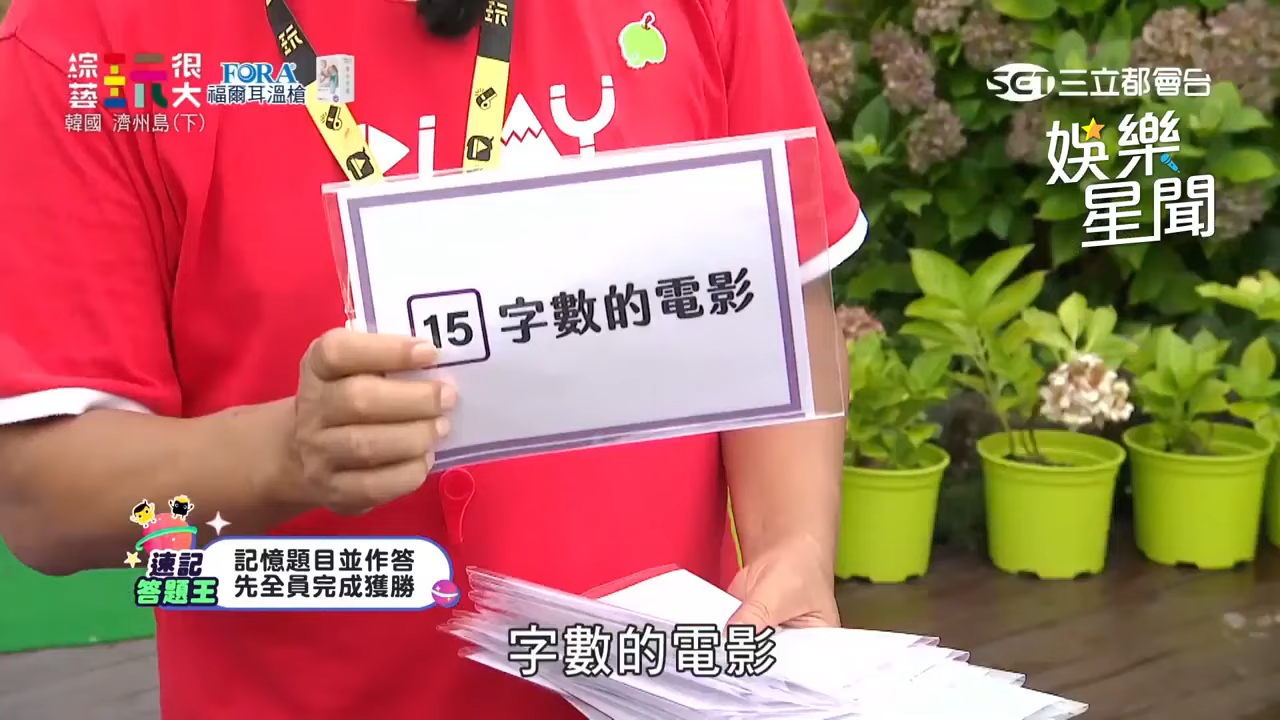 綜藝玩很大
FORA
福爾耳溫槍
韓國 濟州島(下)
SET三立都會台
娛樂
星聞
玩
玩
PLAY
15 字數的電影
速記
答題王
記憶題目並作答
先全員完成獲勝
字數的電影